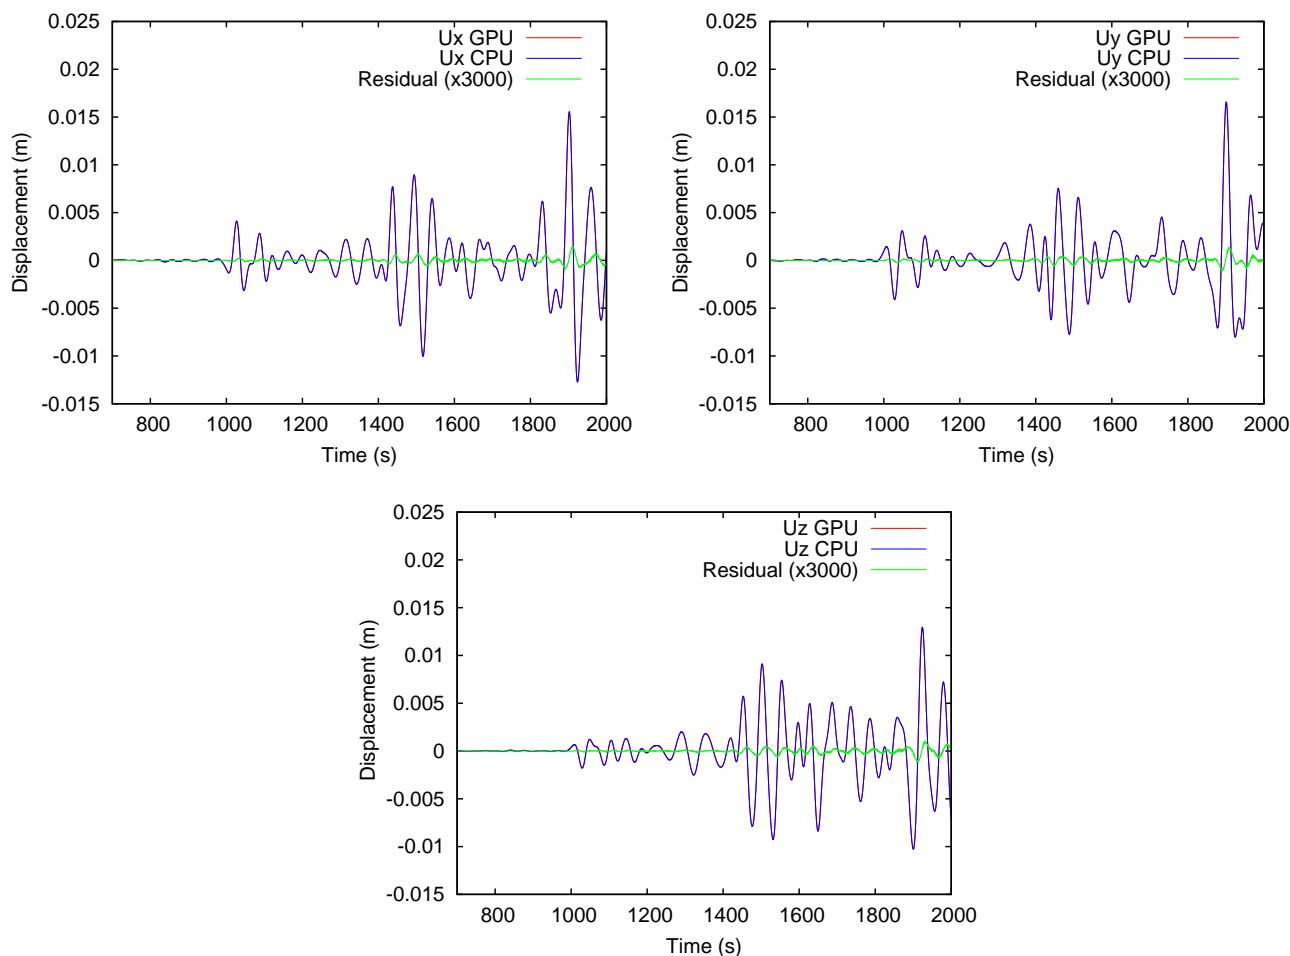 0.025
0.02
0.015
0.01
0.005
0
-0.005
-0.01
-0.015
Displacement (m)
Ux GPU
Ux CPU
Residual (x3000)
800 1000 1200 1400 1600 1800 2000
Time (s)
0.025
0.02
0.015
0.01
0.005
0
-0.005
-0.01
-0.015
Displacement (m)
Uy GPU
Uy CPU
Residual (x3000)
800 1000 1200 1400 1600 1800 2000
Time (s)
0.025
0.02
0.015
0.01
0.005
0
-0.005
-0.01
-0.015
Displacement (m)
Uz GPU
Uz CPU
Residual (x3000)
800 1000 1200 1400 1600 1800 2000
Time (s)